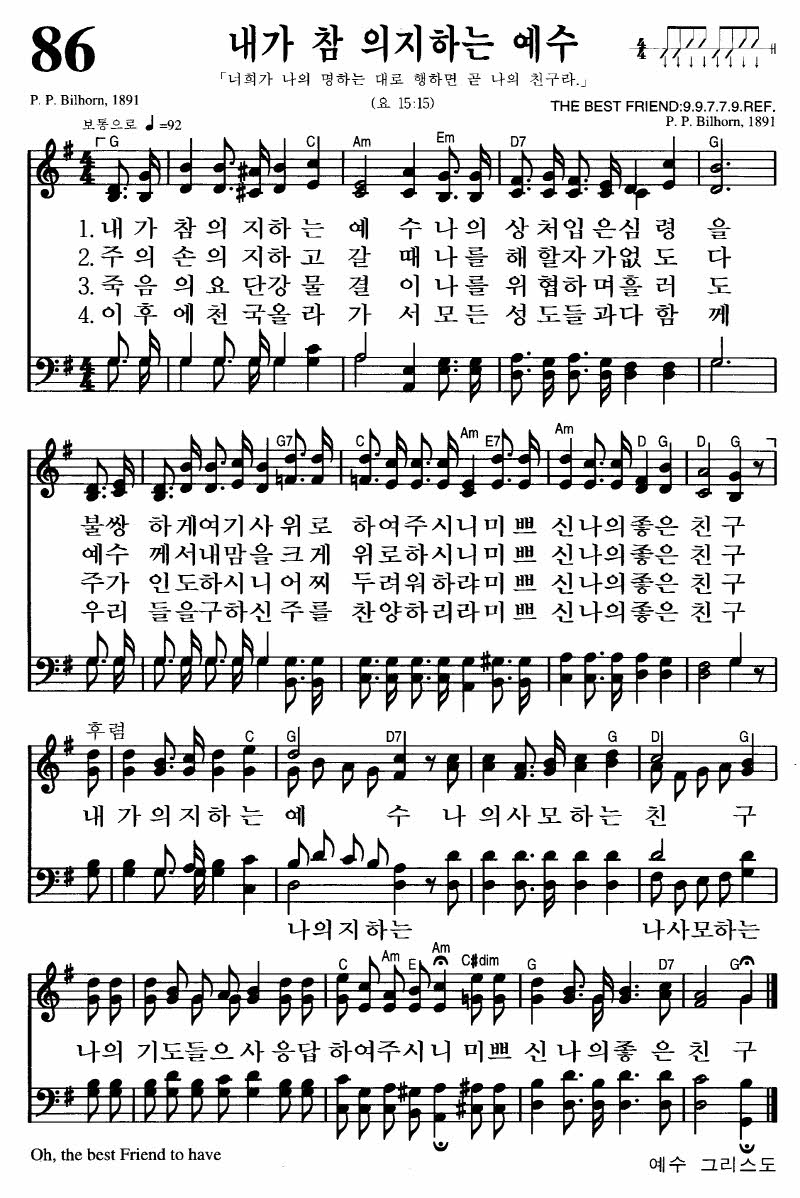 86
내가 참 의지하는 예수
「너희가 나의 명하는 대로 행하면 곧 나의 친구라.」
(요 15:15)
P. P. Bilhorn, 1891
THE BEST FRIEND:9.9.7.7.9.REF.
P. P. Bilhorn, 1891
보통으로 ♩=92
G C Am Em D7 G
1. 내 가 참 의 지하 는 예 수 나 의 상 처입 은심 령 을
2. 주 의 손 의 지하 고 갈 때 나 를 해 할자 가없 도 다
3. 죽 음 의 요 단강 물 결 이 나 를 위 협하 며흘 러 도
4. 이 후 에 천 국올 라 가 서 모 든 성 도들 과다 함 께
G7 C Am E7 Am D G D G
불쌍 하게여기사 위로 하여주시니미쁘 신나의좋은 친구
예수 께서내맘을크게 위로하시니미쁘 신나의좋은 친구
주가 인도하시니어찌 두려워하랴미쁘 신나의좋은 친구
우리 들을구하신주를 찬양하리라미쁘 신나의좋은 친구
후렴
C G D7 G D G
내 가 의 지 하 는 예 수 나 의사 모 하 는 친 구
나의지하는 나사모하는
C Am E Am C#dim G D7 G
나의 기도들으 사 응답 하여주시니 미쁘 신 나의좋 은 친 구
Oh, the best Friend to have
예수 그리스도